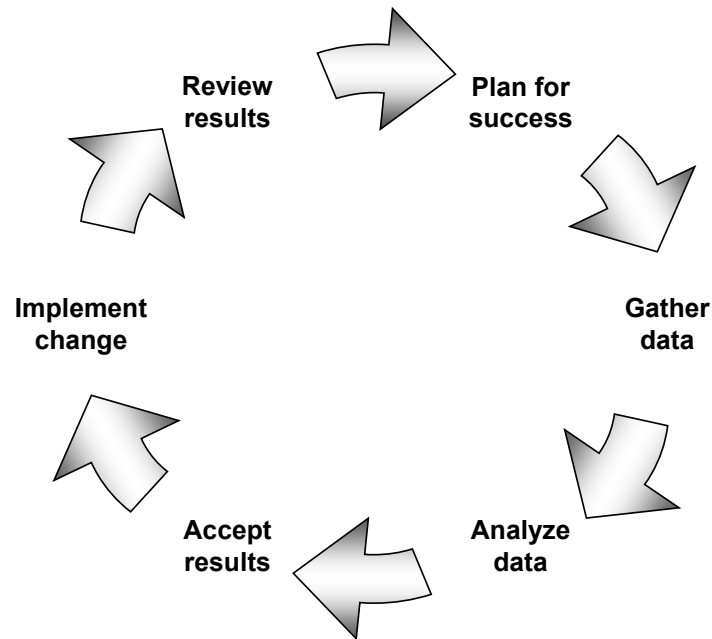 Review
results
Plan for
success
Gather
data
Analyze
data
Accept
results
Implement
change